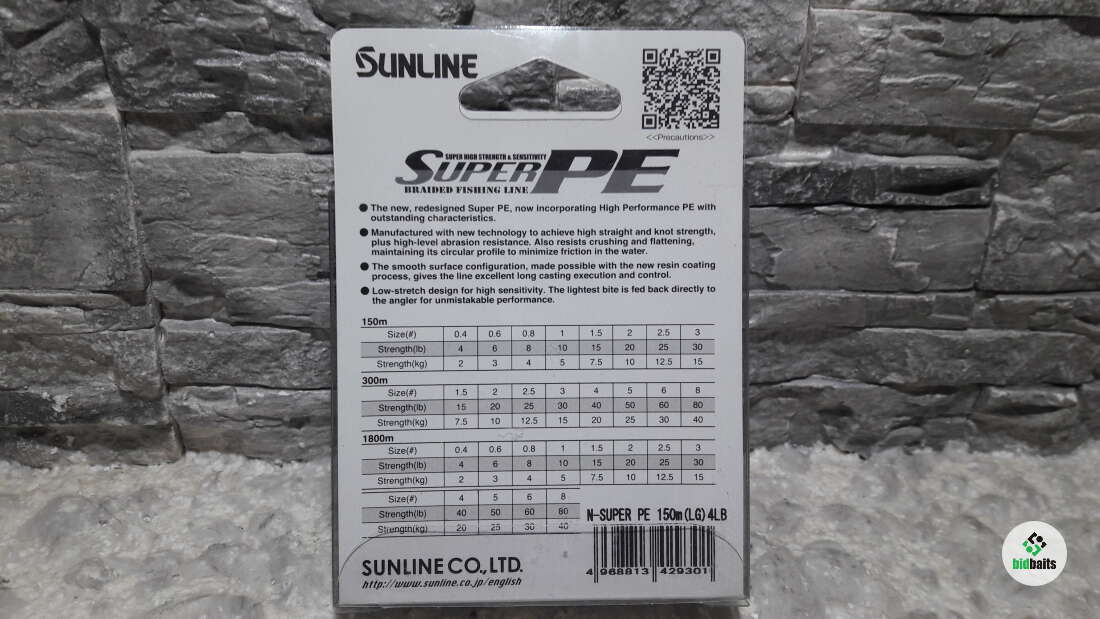 SUNLINE
<<Precautions>>
SUPER HIGH STRENGTH & SENSITIVITY
SUPER PE
BRAIDED FISHING LINE
● The new, redesigned Super PE, now incorporating High Performance PE with
outstanding characteristics.
● Manufactured with new technology to achieve high straight and knot strength,
plus high-level abrasion resistance. Also resists crushing and flattening,
maintaining its circular profile to minimize friction in the water.
● The smooth surface configuration, made possible with the new resin coating
process, gives the line excellent long casting execution and control.
● Low-stretch design for high sensitivity. The lightest bite is fed back directly to
the angler for unmistakable performance.
150m
Size(#) 0.4 0.6 0.8 1 1.5 2 2.5 3
Strength(lb) 4 6 8 10 15 20 25 30
Strength(kg) 2 3 4 5 7.5 10 12.5 15
300m
Size(#) 1.5 2 2.5 3 4 5 6 8
Strength(lb) 15 20 25 30 40 50 60 80
Strength(kg) 7.5 10 12.5 15 20 25 30 40
1800m
Size(#) 0.4 0.6 0.8 1 1.5 2 2.5 3
Strength(lb) 4 6 8 10 15 20 25 30
Strength(kg) 2 3 4 5 7.5 10 12.5 15
Size(#) 4 5 6 8
Strength(lb) 40 50 60 80
Strength(kg) 20 25 30 40
N-SUPER PE 150m(LG)4LB
4 968813 429301
SUNLINE CO.,LTD.
http://www.sunline.co.jp/english
bidbaits